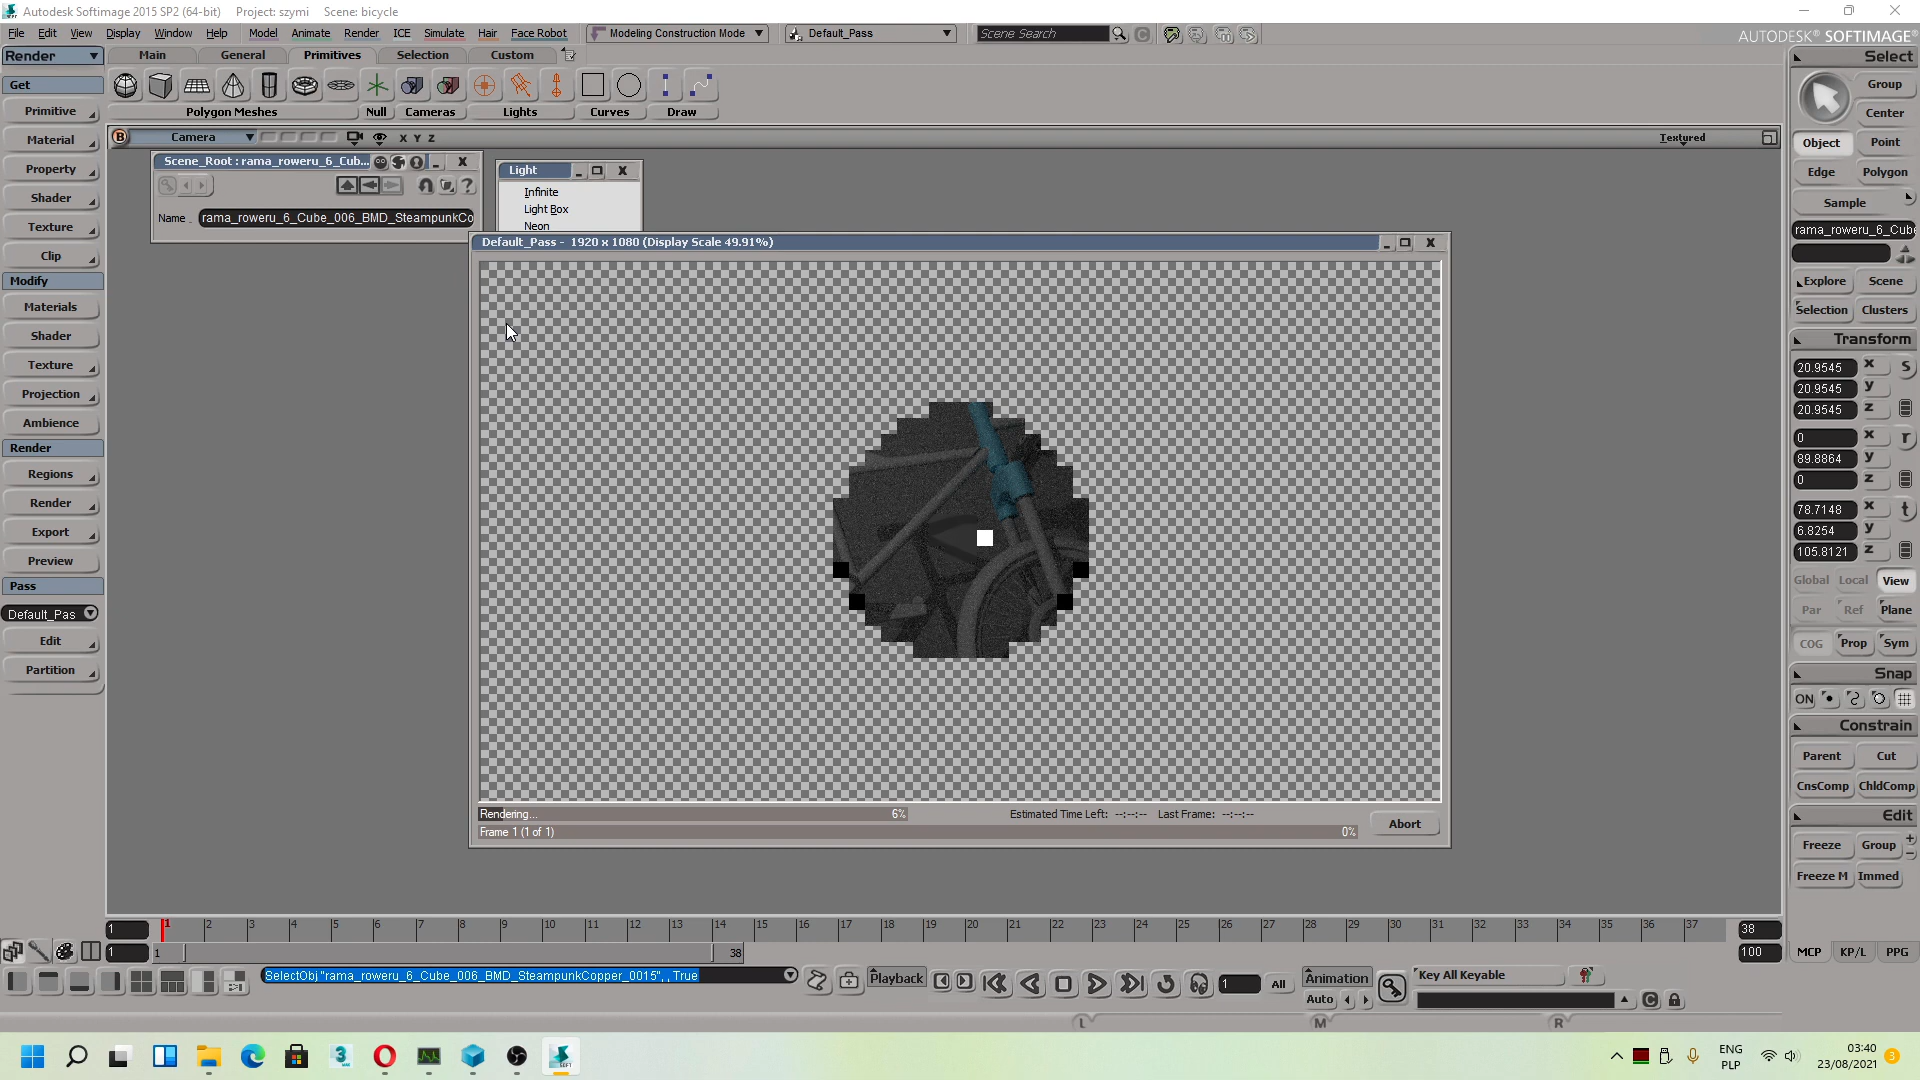 Autodesk Softimage 2015 SP2 (64-bit) Project: szymi Scene: bicycle
File Edit View Display Window Help Model Animate Render ICE Simulate Hair Face Robot Modeling Construction Mode Default_Pass Scene Search
AUTODESK® SOFTIMAGE®
Render Main General Primitives Selection Custom
Get
Primitive
Material
Property
Shader
Texture
Clip
Modify
Materials
Shader
Texture
Projection
Ambience
Render
Regions
Render
Export
Preview
Pass
Default_Pas
Edit
Partition
Polygon Meshes Null Cameras Lights Curves Draw
B Camera X Y Z Textured
Scene_Root : rama_roweru_6_Cub...
Name rama_roweru_6_Cube_006_BMD_SteampunkCo
Light
Infinite
Light Box
Neon
Default_Pass - 1920 x 1080 (Display Scale 49.91%)
Rendering... 6% Estimated Time Left: --:--:-- Last Frame: --:--:--
Frame 1 (1 of 1) 0%
Abort
Select
Group
Center
Object Point
Edge Polygon
Sample
rama_roweru_6_Cube
Explore Scene
Selection Clusters
Transform
20.9545 x s
20.9545 y
20.9545 z
0 x r
89.8864 y
0 z
78.7148 x t
6.8254 y
105.8121 z
Global Local View
Par Ref Plane
COG Prop Sym
Snap
ON
Constrain
Parent Cut
CnsComp ChldComp
Edit
Freeze Group + -
Freeze M Immed
1 1 2 3 4 5 6 7 8 9 10 11 12 13 14 15 16 17 18 19 20 21 22 23 24 25 26 27 28 29 30 31 32 33 34 35 36 37 38
1 1 38 100
MCP KP/L PPG
SelectObj "rama_roweru_6_Cube_006_BMD_SteampunkCopper_0015", , True
Playback 1 All Animation Key All Keyable
Auto
L M R
ENG
PLP
03:40
23/08/2021
3